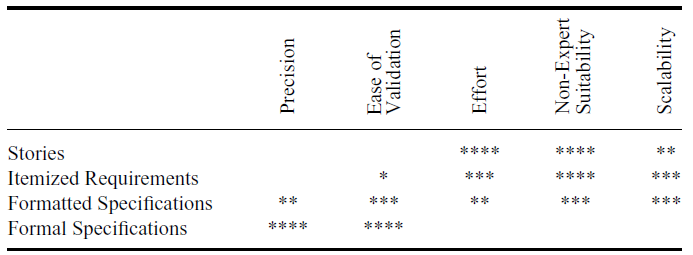 Precision Ease of Validation Effort Non-Expert Suitability Scalability
Stories **** **** **
Itemized Requirements * *** **** ***
Formatted Specifications ** *** ** *** ***
Formal Specifications **** ****